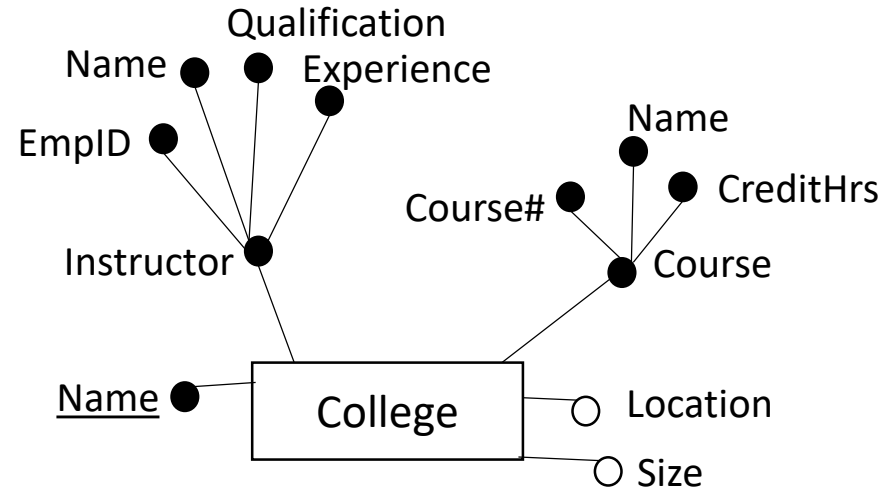 Qualification
Name
Experience
EmpID
Name
Course#
CreditHrs
Instructor
Course
Name
College
Location
Size